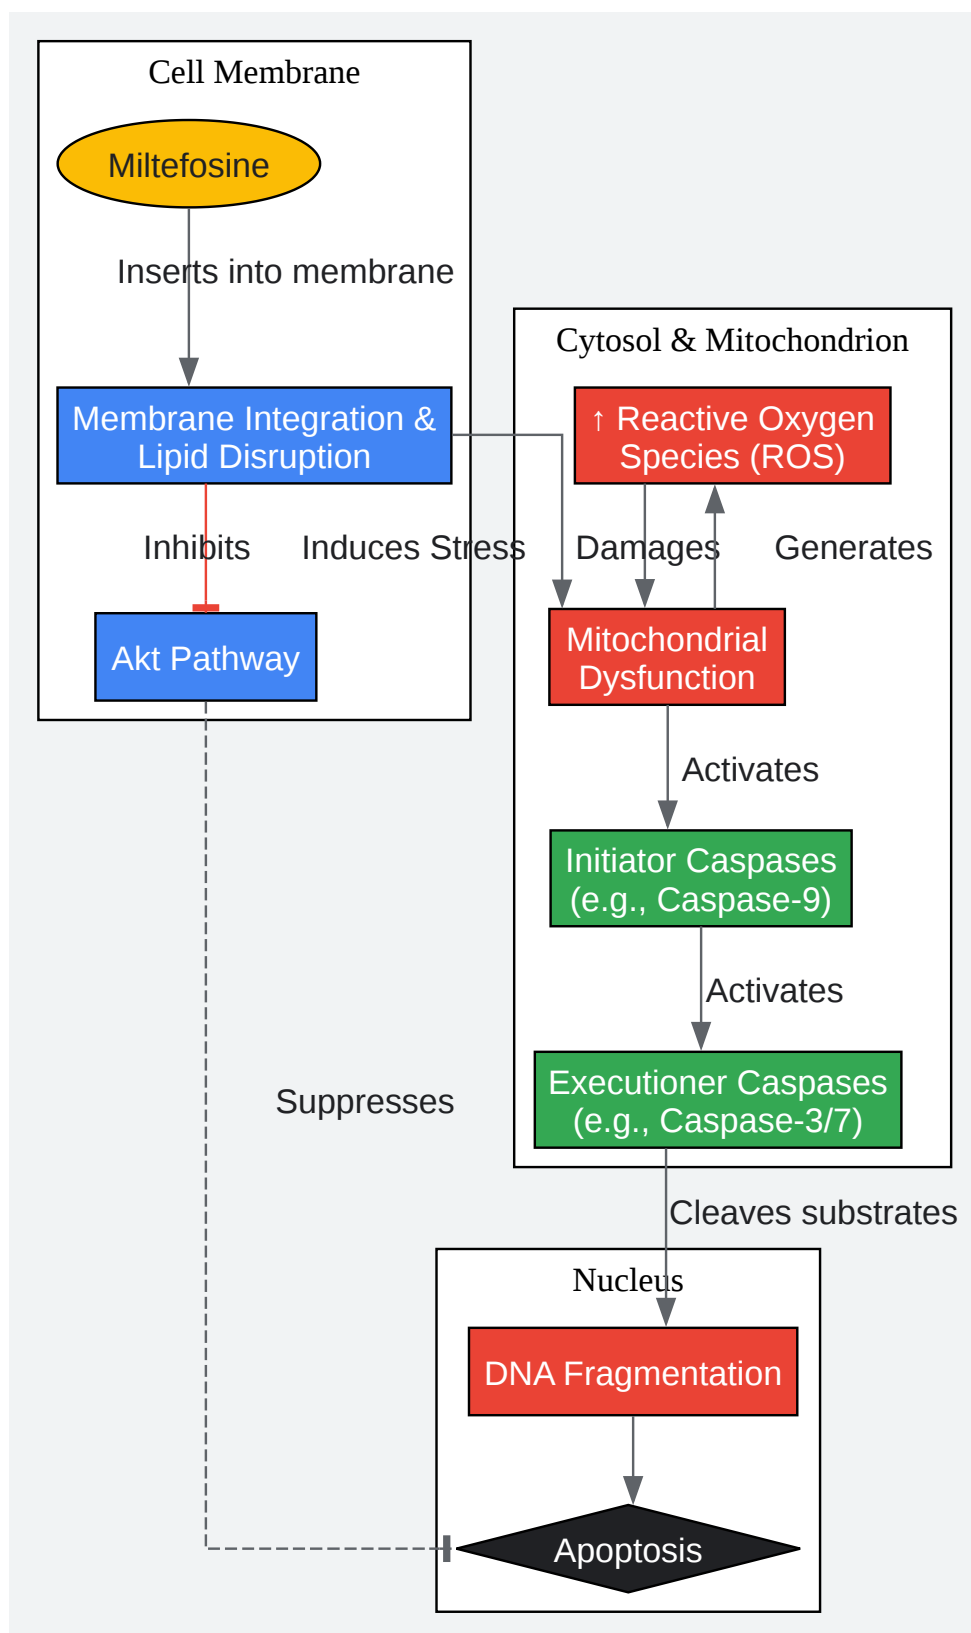 Cell Membrane
Miltefosine
Inserts into membrane
Cytosol & Mitochondrion
Membrane Integration &
Lipid Disruption
↑ Reactive Oxygen
Species (ROS)
Inhibits
Induces Stress
Damages
Generates
Akt Pathway
Mitochondrial
Dysfunction
Activates
Initiator Caspases
(e.g., Caspase-9)
Activates
Executioner Caspases
(e.g., Caspase-3/7)
Suppresses
Cleaves substrates
Nucleus
DNA Fragmentation
Apoptosis